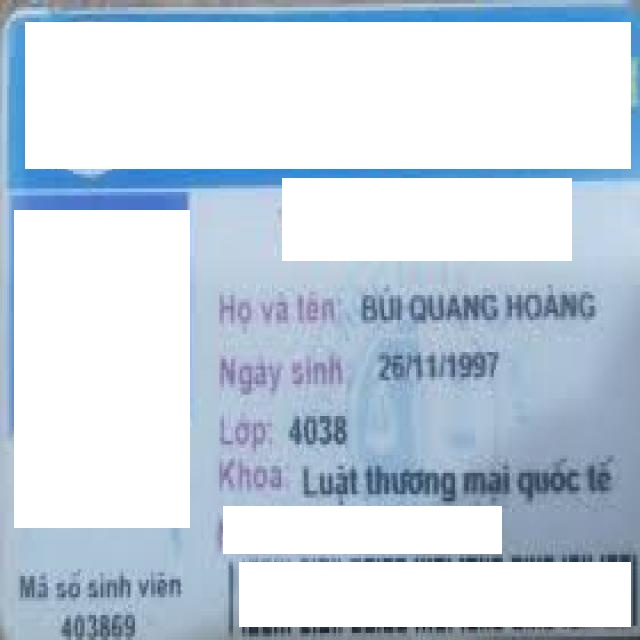 Họ và tên: BÙI QUANG HOÀNG
Ngày sinh: 26/11/1997
Lớp: 4038
Khoa: Luật thương mại quốc tế
Mã số sinh viên
403869